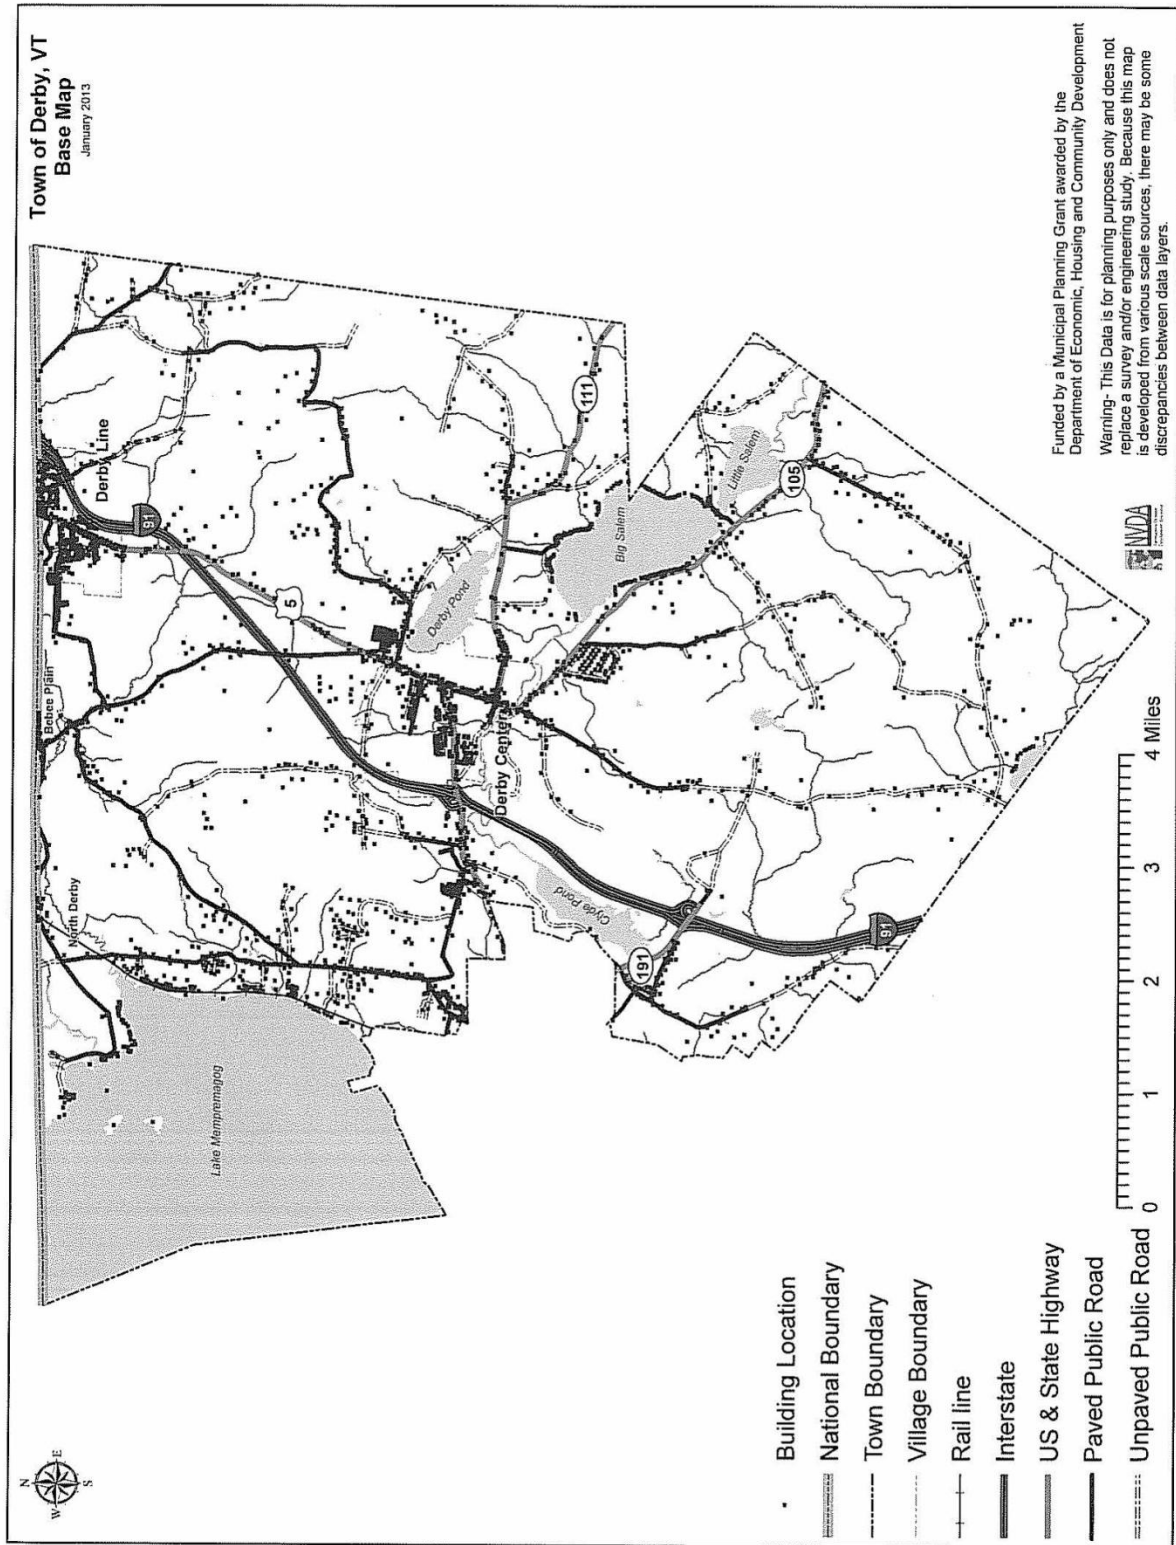 Town of Derby, VT
Base Map
January 2013
N
W
E
S
Lake Mempremagog
North Derby
Bebee Plain
Derby Line
91
5
Derby Pond
111
Derby Center
Big Salem
Little Salem
105
Clyde Pond
191
91
Building Location
National Boundary
Town Boundary
Village Boundary
Rail line
Interstate
US & State Highway
Paved Public Road
Unpaved Public Road
0
1
2
3
4 Miles
NVDA
Funded by a Municipal Planning Grant awarded by the
Department of Economic, Housing and Community Development
Warning- This Data is for planning purposes only and does not
replace a survey and/or engineering study. Because this map
is developed from various scale sources, there may be some
discrepancies between data layers.